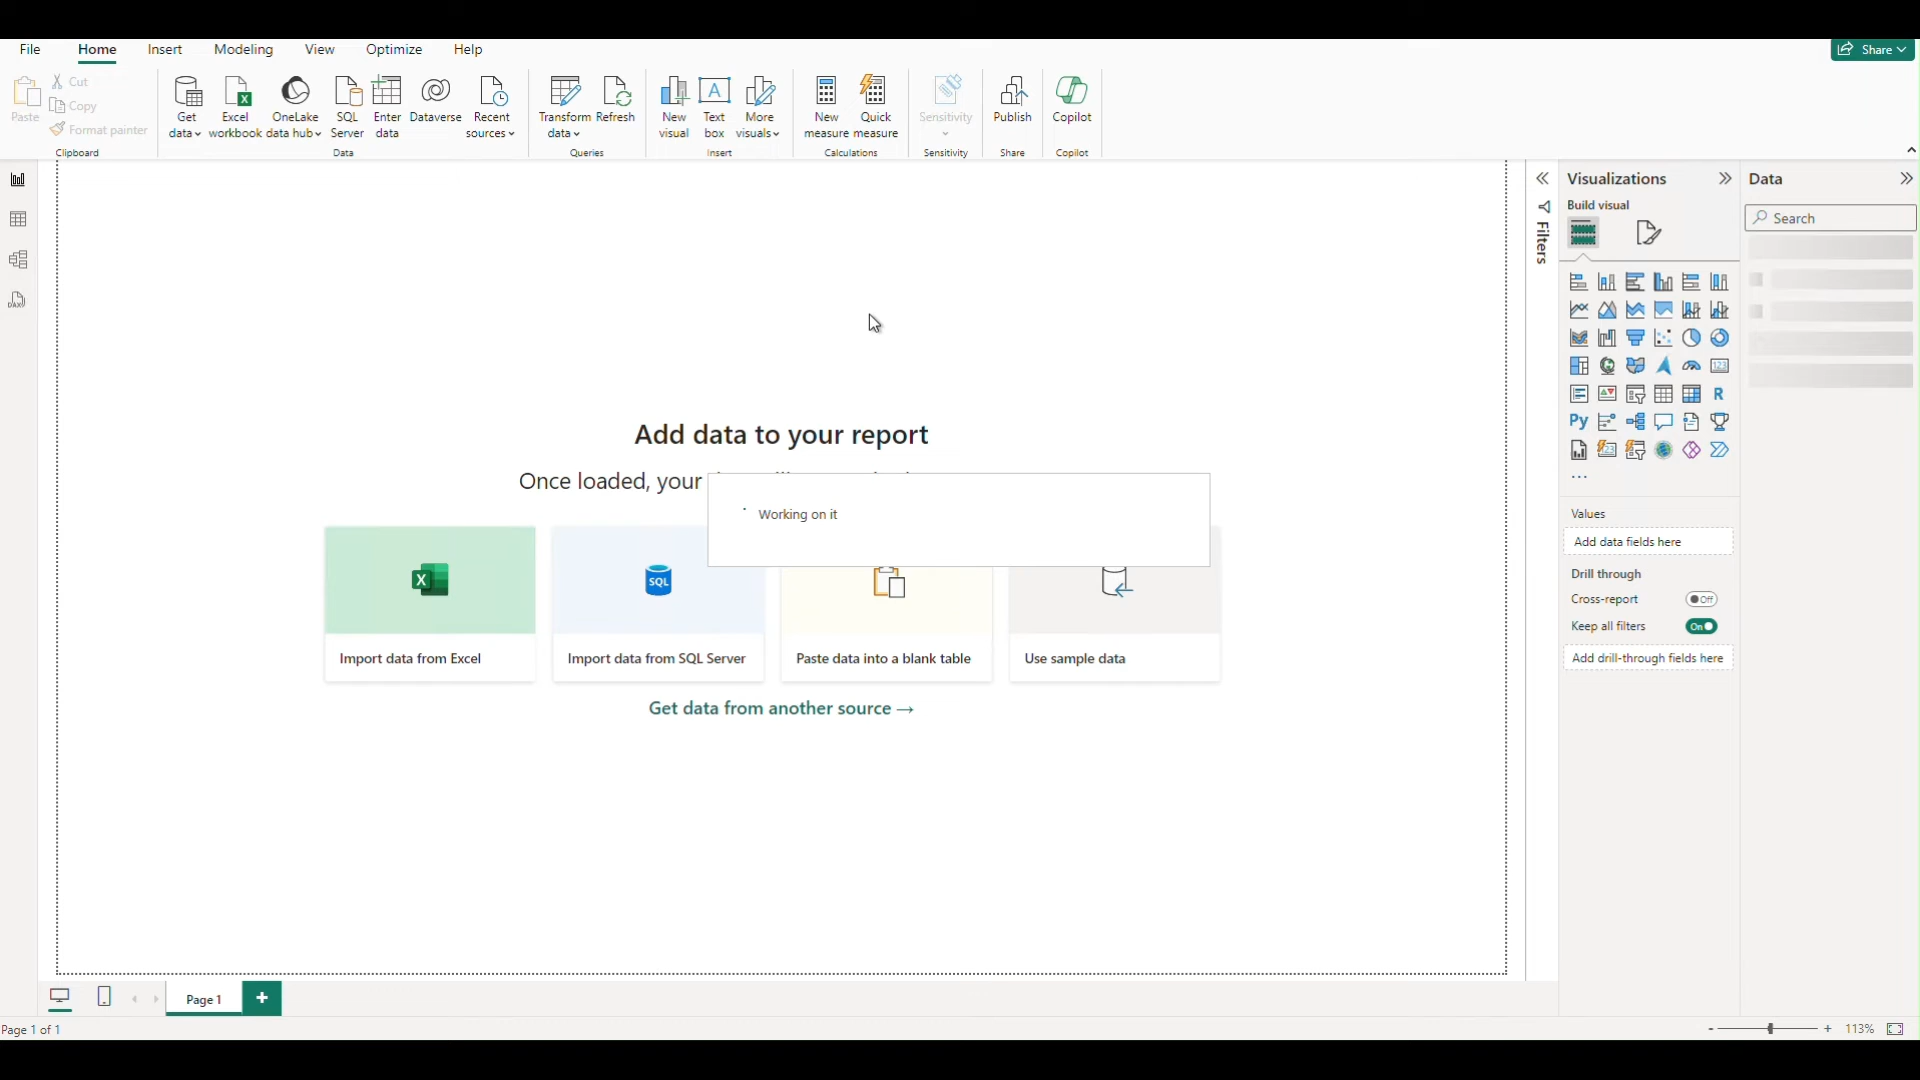 File Home Insert Modeling View Optimize Help Share
Paste Cut
Copy
Format painter
Clipboard
Get data Excel workbook OneLake data hub SQL Server Enter data Dataverse Recent sources
Data
Transform data Refresh
Queries
New visual Text box More visuals
Insert
New measure Quick measure
Calculations
Sensitivity
Sensitivity
Publish
Share
Copilot
Copilot
Filters
Visualizations
Build visual
Values
Add data fields here
Drill through
Cross-report Off
Keep all filters On
Add drill-through fields here
Data
Search
Add data to your report
Once loaded, your
Working on it
Import data from Excel
SQL
Import data from SQL Server
Paste data into a blank table
Use sample data
Get data from another source →
Page 1
Page 1 of 1
- + 113%